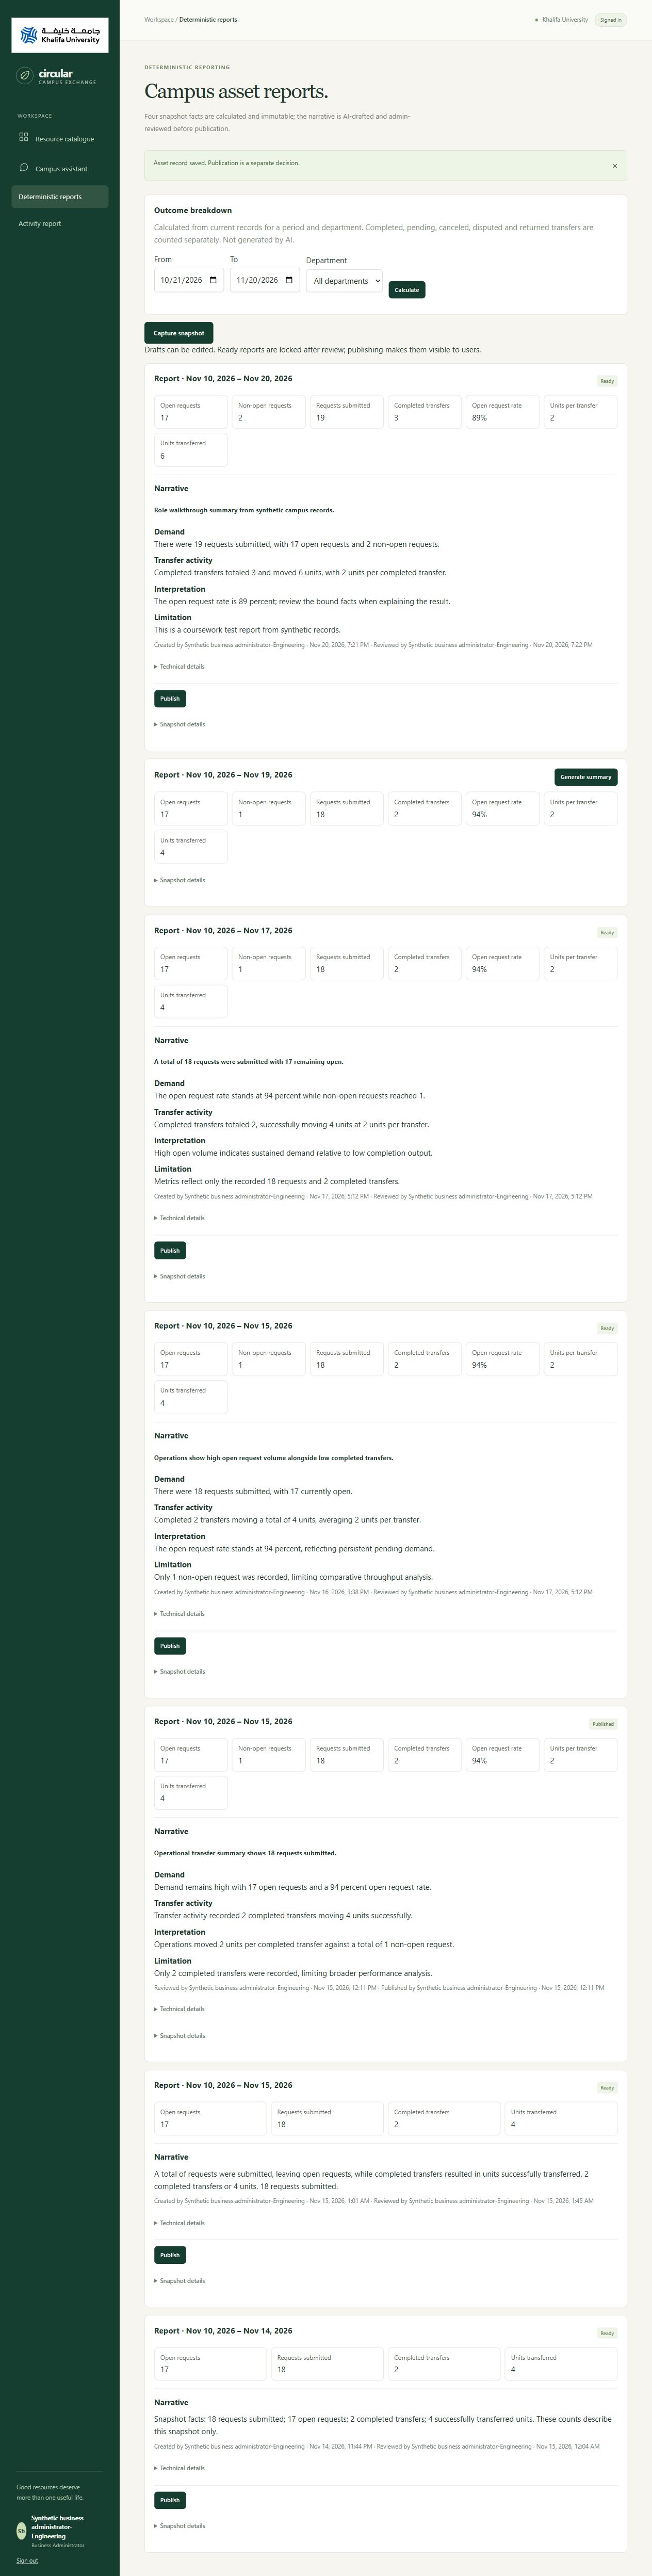 جامعــة خليفــة
Khalifa University
circular
CAMPUS EXCHANGE
WORKSPACE
Resource catalogue
Campus assistant
Deterministic reports
Activity report
Good resources deserve
more than one useful life.
Sb
Synthetic business
administrator-
Engineering
Business Administrator
Sign out
Workspace / Deterministic reports
Khalifa University
Signed in
DETERMINISTIC REPORTING
Campus asset reports.
Four snapshot facts are calculated and immutable; the narrative is AI-drafted and admin-
reviewed before publication.
Asset record saved. Publication is a separate decision.
×
Outcome breakdown
Calculated from current records for a period and department. Completed, pending, canceled, disputed and returned transfers are
counted separately. Not generated by AI.
From To Department
10/21/2026 11/20/2026 All departments Calculate
Capture snapshot
Drafts can be edited. Ready reports are locked after review; publishing makes them visible to users.
Report · Nov 10, 2026 – Nov 20, 2026 Ready
Open requests Non-open requests Requests submitted Completed transfers Open request rate Units per transfer
17 2 19 3 89% 2
Units transferred
6
Narrative
Role walkthrough summary from synthetic campus records.
Demand
There were 19 requests submitted, with 17 open requests and 2 non-open requests.
Transfer activity
Completed transfers totaled 3 and moved 6 units, with 2 units per completed transfer.
Interpretation
The open request rate is 89 percent; review the bound facts when explaining the result.
Limitation
This is a coursework test report from synthetic records.
Created by Synthetic business administrator-Engineering · Nov 20, 2026, 7:21 PM · Reviewed by Synthetic business administrator-Engineering · Nov 20, 2026, 7:22 PM
Technical details
Publish
Snapshot details
Report · Nov 10, 2026 – Nov 19, 2026 Generate summary
Open requests Non-open requests Requests submitted Completed transfers Open request rate Units per transfer
17 1 18 2 94% 2
Units transferred
4
Snapshot details
Report · Nov 10, 2026 – Nov 17, 2026 Ready
Open requests Non-open requests Requests submitted Completed transfers Open request rate Units per transfer
17 1 18 2 94% 2
Units transferred
4
Narrative
A total of 18 requests were submitted with 17 remaining open.
Demand
The open request rate stands at 94 percent while non-open requests reached 1.
Transfer activity
Completed transfers totaled 2, successfully moving 4 units at 2 units per transfer.
Interpretation
High open volume indicates sustained demand relative to low completion output.
Limitation
Metrics reflect only the recorded 18 requests and 2 completed transfers.
Created by Synthetic business administrator-Engineering · Nov 17, 2026, 5:12 PM · Reviewed by Synthetic business administrator-Engineering · Nov 17, 2026, 5:12 PM
Technical details
Publish
Snapshot details
Report · Nov 10, 2026 – Nov 15, 2026 Ready
Open requests Non-open requests Requests submitted Completed transfers Open request rate Units per transfer
17 1 18 2 94% 2
Units transferred
4
Narrative
Operations show high open request volume alongside low completed transfers.
Demand
There were 18 requests submitted, with 17 currently open.
Transfer activity
Completed 2 transfers moving a total of 4 units, averaging 2 units per transfer.
Interpretation
The open request rate stands at 94 percent, reflecting persistent pending demand.
Limitation
Only 1 non-open request was recorded, limiting comparative throughput analysis.
Created by Synthetic business administrator-Engineering · Nov 16, 2026, 3:38 PM · Reviewed by Synthetic business administrator-Engineering · Nov 17, 2026, 5:12 PM
Technical details
Publish
Snapshot details
Report · Nov 10, 2026 – Nov 15, 2026 Published
Open requests Non-open requests Requests submitted Completed transfers Open request rate Units per transfer
17 1 18 2 94% 2
Units transferred
4
Narrative
Operational transfer summary shows 18 requests submitted.
Demand
Demand remains high with 17 open requests and a 94 percent open request rate.
Transfer activity
Transfer activity recorded 2 completed transfers moving 4 units successfully.
Interpretation
Operations moved 2 units per completed transfer against a total of 1 non-open request.
Limitation
Only 2 completed transfers were recorded, limiting broader performance analysis.
Reviewed by Synthetic business administrator-Engineering · Nov 15, 2026, 12:11 PM · Published by Synthetic business administrator-Engineering · Nov 15, 2026, 12:11 PM
Technical details
Snapshot details
Report · Nov 10, 2026 – Nov 15, 2026 Ready
Open requests Requests submitted Completed transfers Units transferred
17 18 2 4
Narrative
A total of requests were submitted, leaving open requests, while completed transfers resulted in units successfully transferred. 2
completed transfers or 4 units. 18 requests submitted.
Created by Synthetic business administrator-Engineering · Nov 15, 2026, 1:01 AM · Reviewed by Synthetic business administrator-Engineering · Nov 15, 2026, 1:45 AM
Technical details
Publish
Snapshot details
Report · Nov 10, 2026 – Nov 14, 2026 Ready
Open requests Requests submitted Completed transfers Units transferred
17 18 2 4
Narrative
Snapshot facts: 18 requests submitted; 17 open requests; 2 completed transfers; 4 successfully transferred units. These counts describe
this snapshot only.
Created by Synthetic business administrator-Engineering · Nov 14, 2026, 11:44 PM · Reviewed by Synthetic business administrator-Engineering · Nov 15, 2026, 12:04 AM
Technical details
Publish
Snapshot details